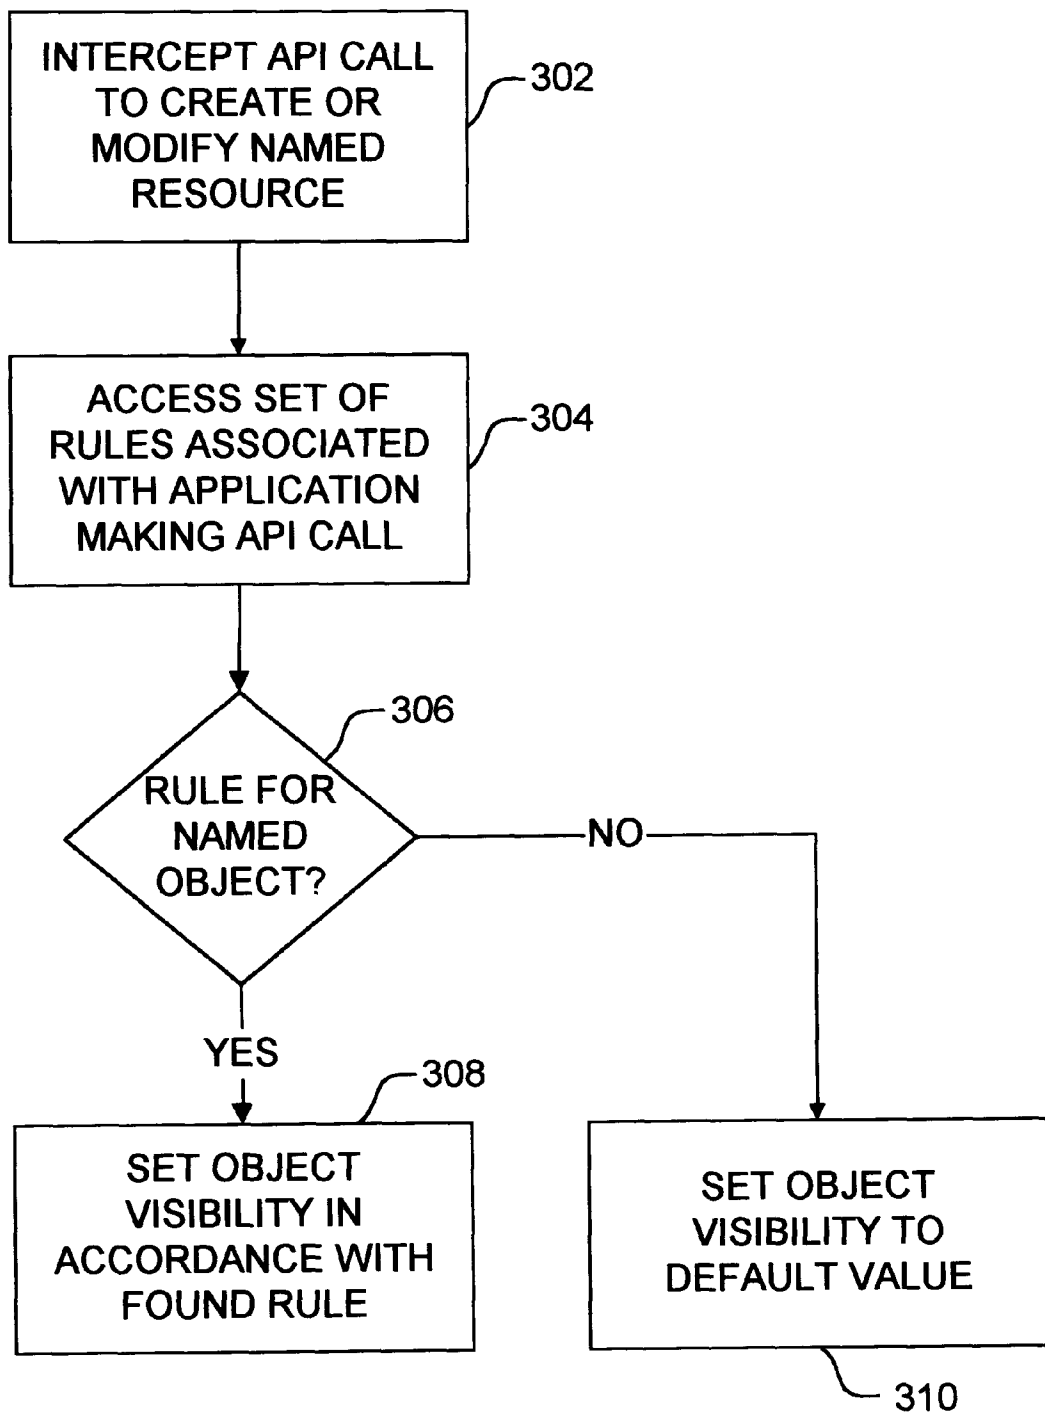 INTERCEPT API CALL
TO CREATE OR
MODIFY NAMED
RESOURCE
302
ACCESS SET OF
RULES ASSOCIATED
WITH APPLICATION
MAKING API CALL
304
306
RULE FOR
NAMED
OBJECT?
NO
YES
308
SET OBJECT
VISIBILITY IN
ACCORDANCE WITH
FOUND RULE
SET OBJECT
VISIBILITY TO
DEFAULT VALUE
310